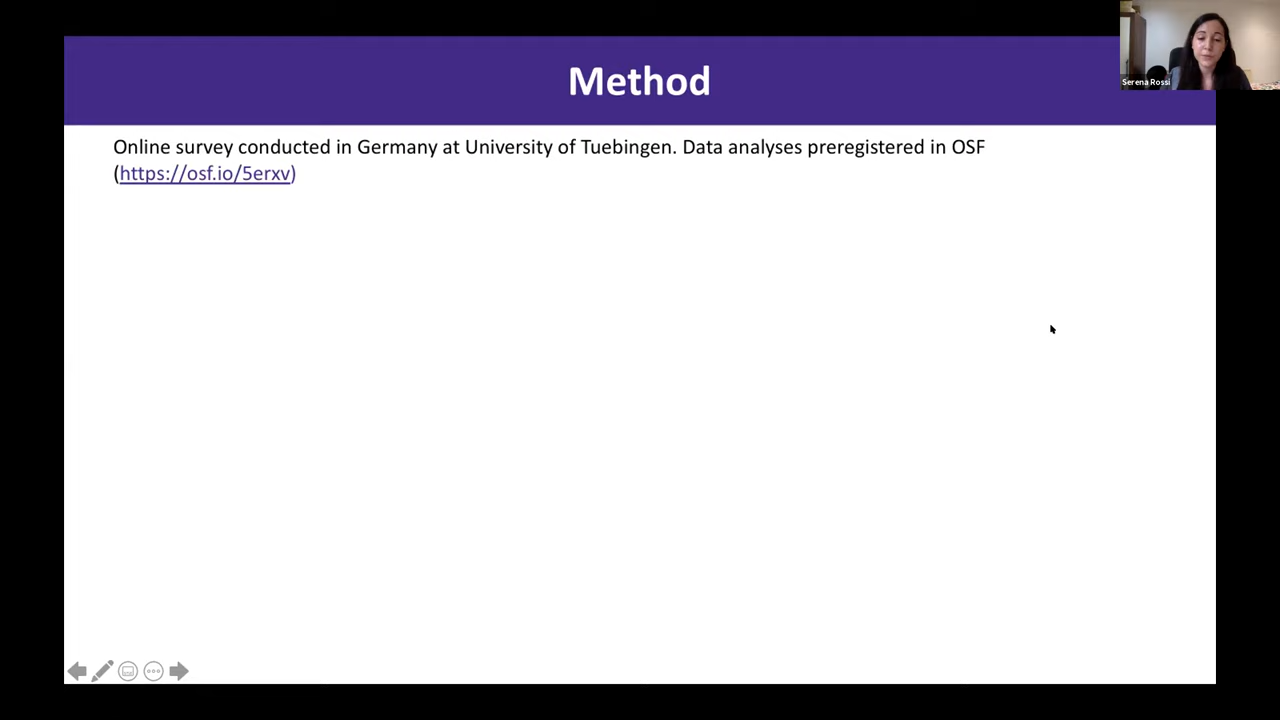 Method
Serena Rossi
Online survey conducted in Germany at University of Tuebingen. Data analyses preregistered in OSF
(https://osf.io/5erxv)